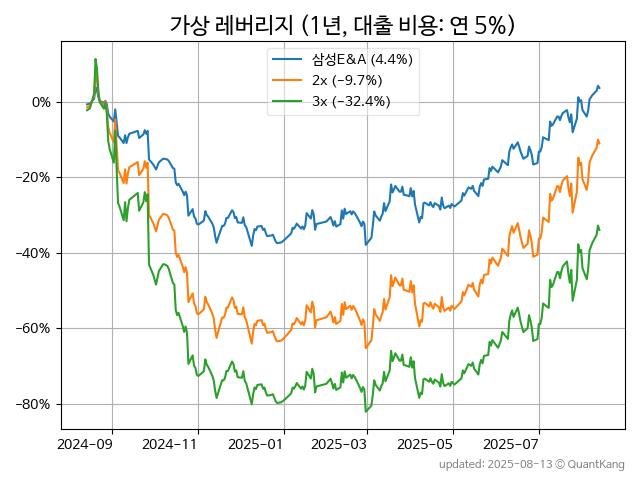 가상 레버리지 (1년, 대출 비용: 연 5%)
삼성E&A (4.4%)
2x (−9.7%)
3x (−32.4%)
0%
−20%
−40%
−60%
−80%
2024-09 2024-11 2025-01 2025-03 2025-05 2025-07
updated: 2025-08-13 © QuantKang